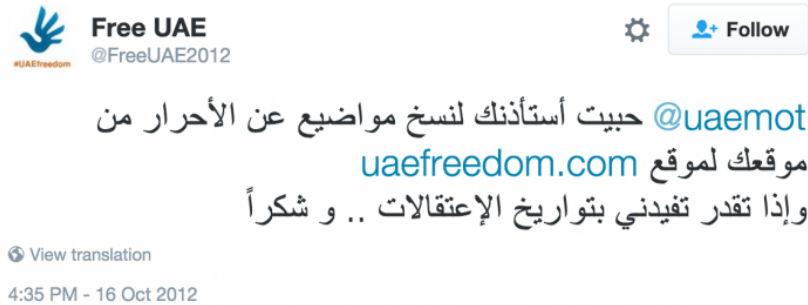 Free UAE
@FreeUAE2012
#UAEfreedom
Follow
@uaemot حبيت أستأذنك لنسخ مواضيع عن الأحرار من
موقعك لموقع uaefreedom.com
وإذا تقدر تفيدني بتواريخ الإعتقالات .. و شكراً
View translation
4:35 PM - 16 Oct 2012